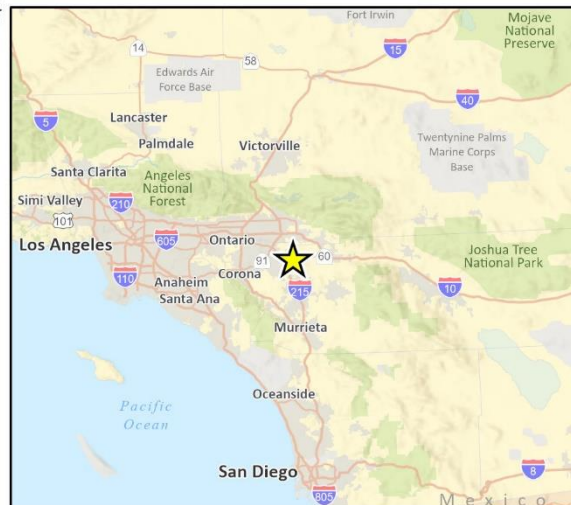 Fort Irwin
Mojave
National
Preserve
14
58
15
Edwards Air
Force Base
40
5
Lancaster
Palmdale
Victorville
Twentynine Palms
Marine Corps
Base
Santa Clarita
Angeles
National
Forest
Simi Valley
210
101
Los Angeles
605
Ontario
91
60
Joshua Tree
National Park
110
Anaheim
Corona
215
10
Santa Ana
Murrieta
Oceanside
Pacific
Ocean
San Diego
8
805
Mexico